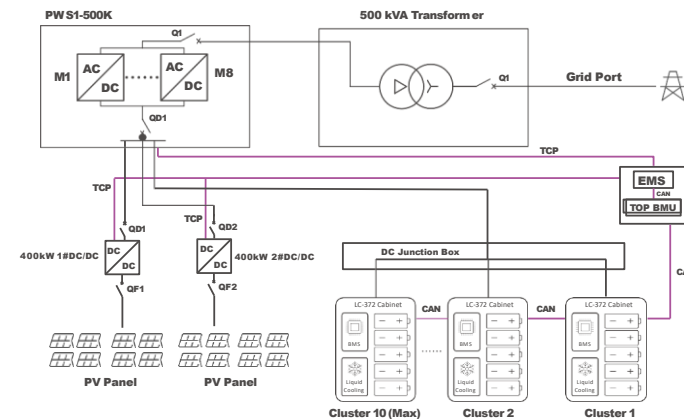 PWS1-500K
500 kVA Transformer
Q1
M1
AC
DC
AC
DC
M8
QD1
Q1
Grid Port
TCP
EMS
CAN
TOP BMU
TCP
TCP
QD1
QD2
400kW 1#DC/DC
DC
DC
DC
DC
400kW 2#DC/DC
QF1
QF2
DC Junction Box
LC-372 Cabinet
CAN
LC-372 Cabinet
CAN
LC-372 Cabinet
BMS
BMS
BMS
Liquid
Cooling
Liquid
Cooling
Liquid
Cooling
PV Panel
PV Panel
Cluster 10 (Max)
Cluster 2
Cluster 1